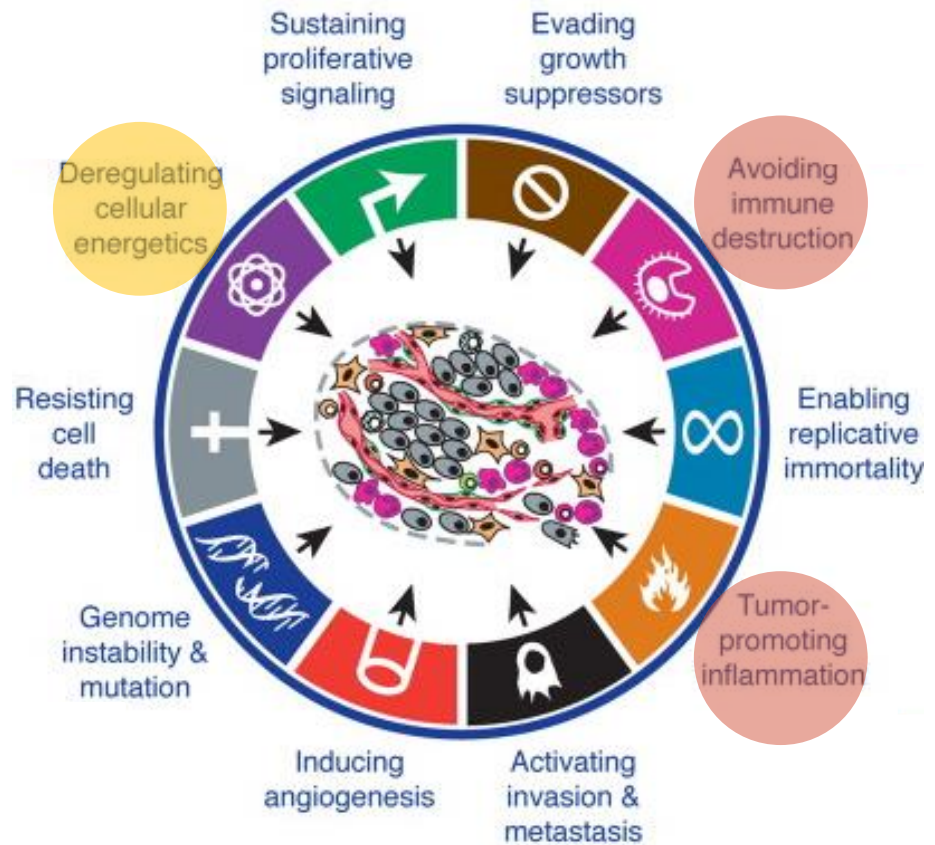 Sustaining
proliferative
signaling
Evading
growth
suppressors
Deregulating
cellular
energetics
Avoiding
immune
destruction
Resisting
cell
death
Enabling
replicative
immortality
Genome
instability &
mutation
Tumor-
promoting
inflammation
Inducing
angiogenesis
Activating
invasion &
metastasis